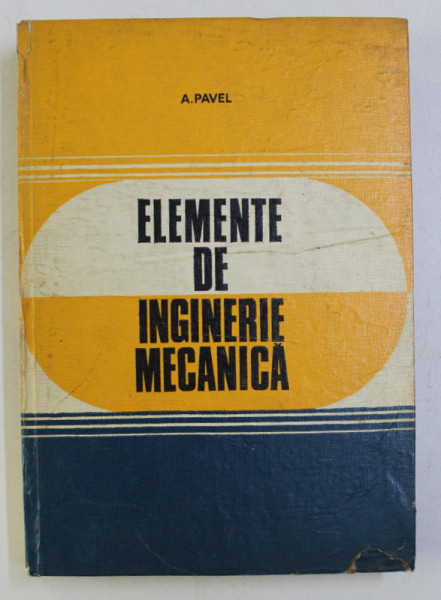 A. PAVEL
ELEMENTE
DE
INGINERIE
MECANICĂ